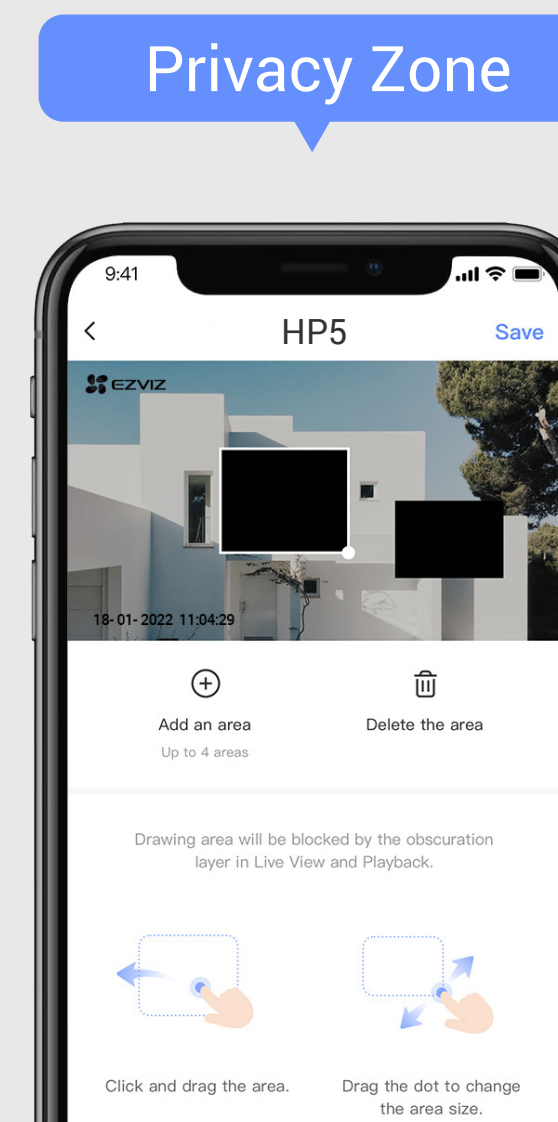 Privacy Zone
9:41
HP5
Save
EZVIZ
18-01-2022 11:04:29
Add an area
Delete the area
Up to 4 areas
Drawing area will be blocked by the obscuration
layer in Live View and Playback.
Click and drag the area.
Drag the dot to change
the area size.